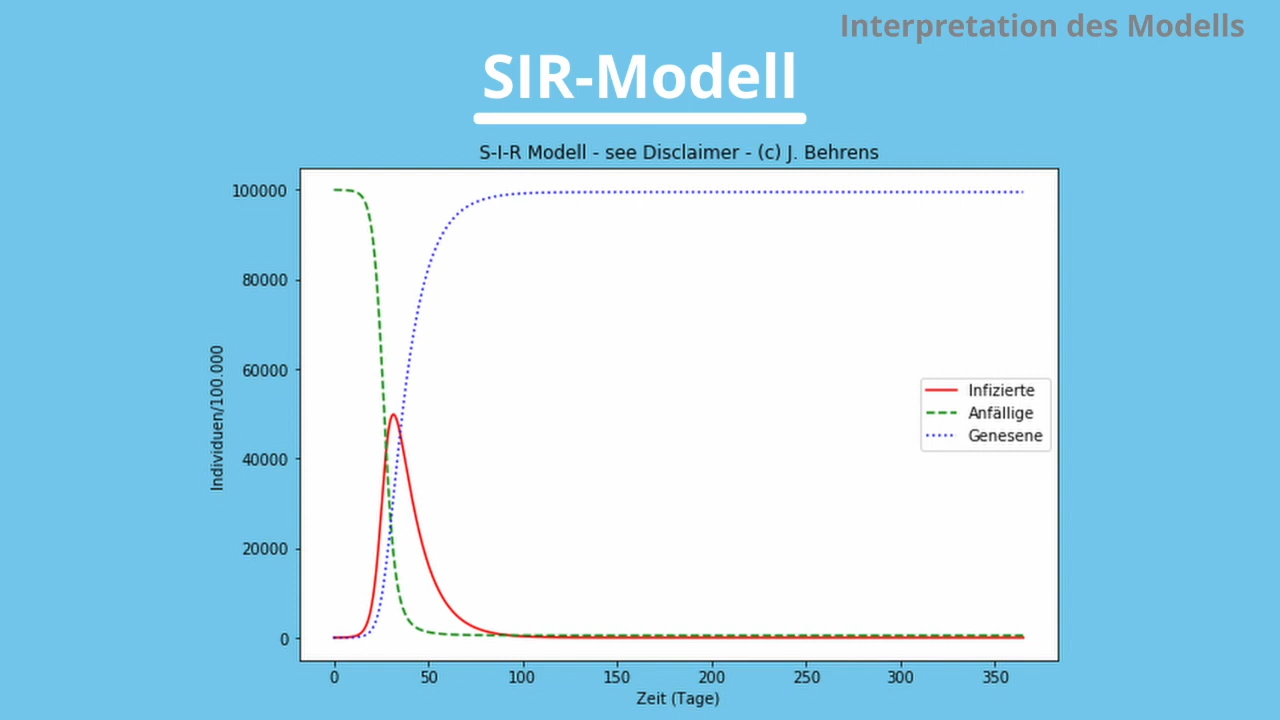 Interpretation des Modells
SIR-Modell
S-I-R Modell - see Disclaimer - (c) J. Behrens
100000
80000
60000
40000
20000
0
Individuen/100.000
Infizierte
Anfällige
Genesene
0 50 100 150 200 250 300 350
Zeit (Tage)